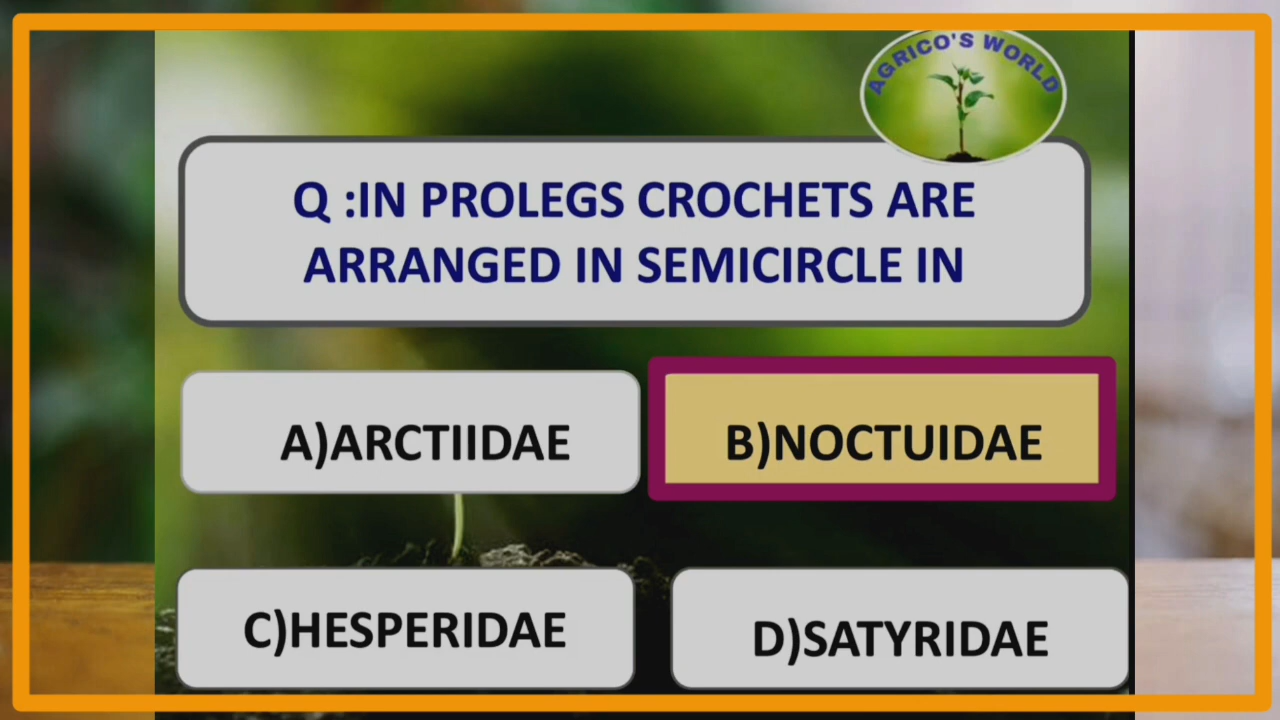 AGRICO'S WORLD
Q :IN PROLEGS CROCHETS ARE
ARRANGED IN SEMICIRCLE IN
A)ARCTIIDAE
B)NOCTUIDAE
C)HESPERIDAE
D)SATYRIDAE